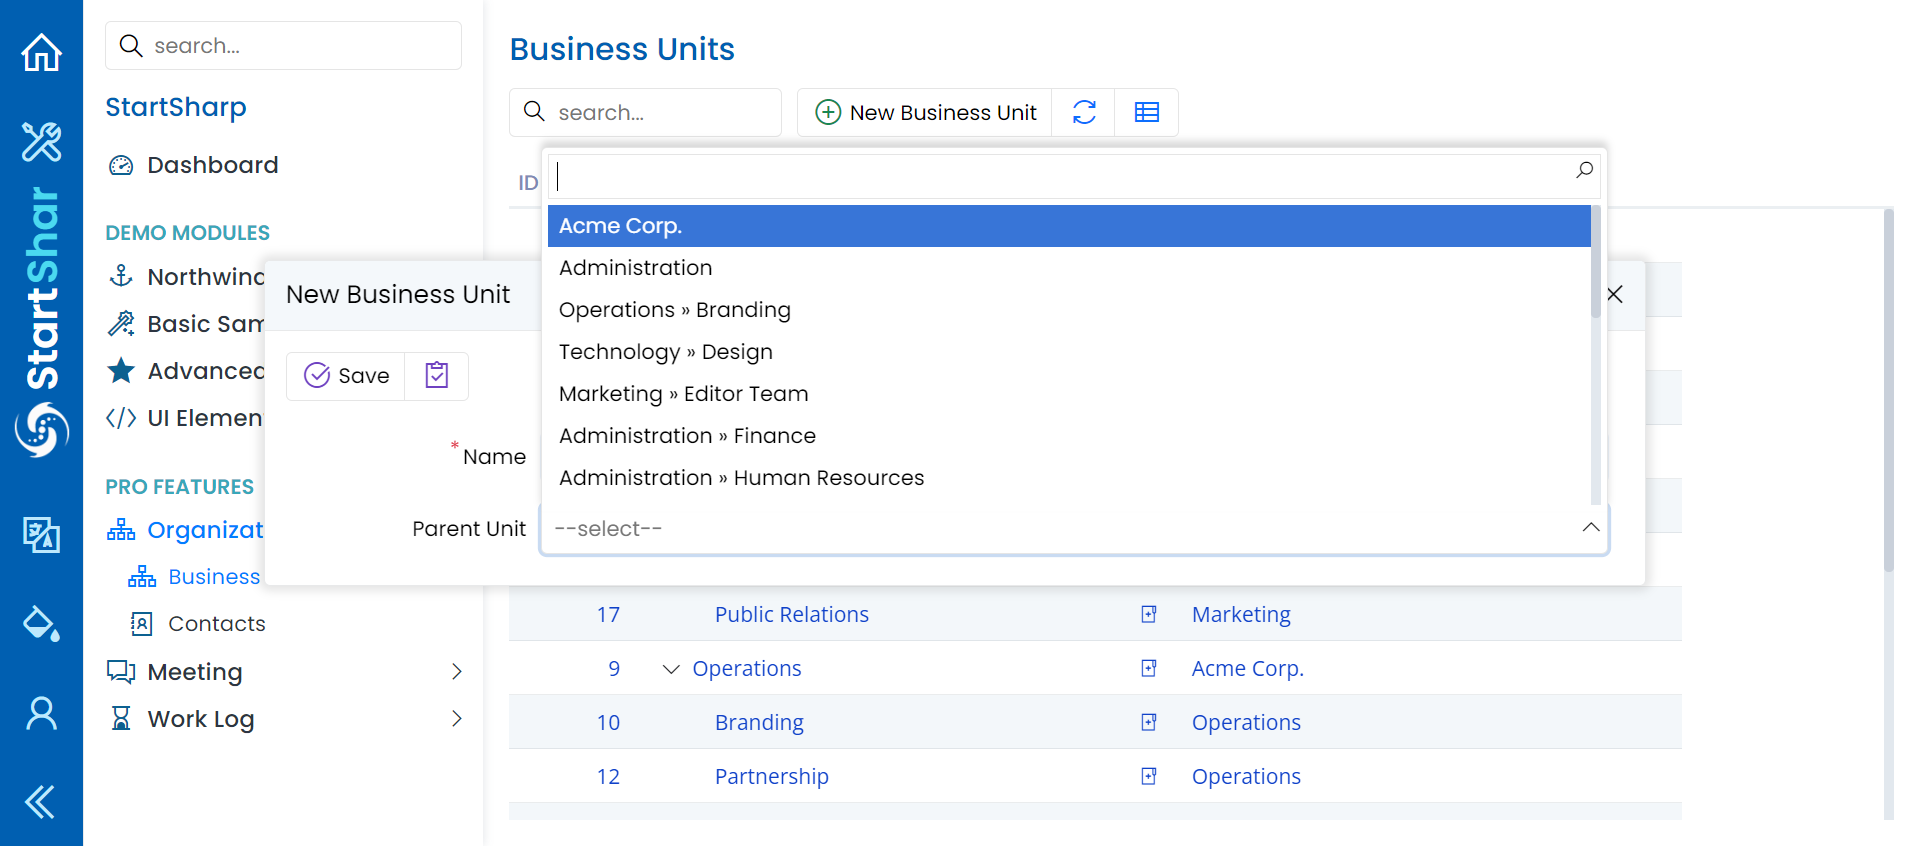 StartShar
search...
StartSharp
Dashboard
DEMO MODULES
Northwind
Basic Sam
Advanced
UI Elemen
PRO FEATURES
Organizat
Business
Contacts
Meeting
Work Log
Business Units
search...
New Business Unit
ID
Acme Corp.
Administration
Operations » Branding
Technology » Design
Marketing » Editor Team
Administration » Finance
Administration » Human Resources
New Business Unit
Save
* Name
Parent Unit --select--
17 Public Relations Marketing
9 Operations Acme Corp.
10 Branding Operations
12 Partnership Operations